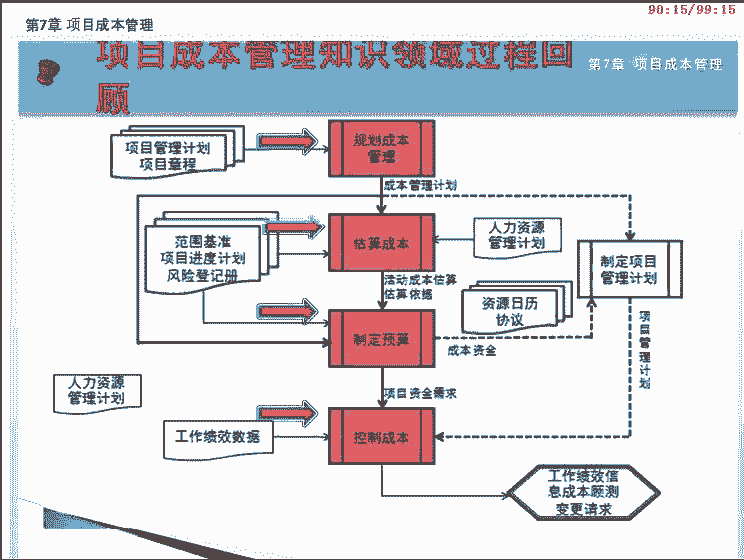 90:15/99:15
第7章 项目成本管理
项目成本管理知识领域过程回
顾
第7章 项目成本管理
项目管理计划
项目章程
规划成本
管理
成本管理计划
范围基准
项目进度计划
风险登记册
估算成本
人力资源
管理计划
制定项目
管理计划
活动成本估算
估算依据
资源日历
协议
制定预算
成本资金
项目管理计划
人力资源
管理计划
项目资金需求
工作绩效数据
控制成本
工作绩效信
息成本预测
变更请求